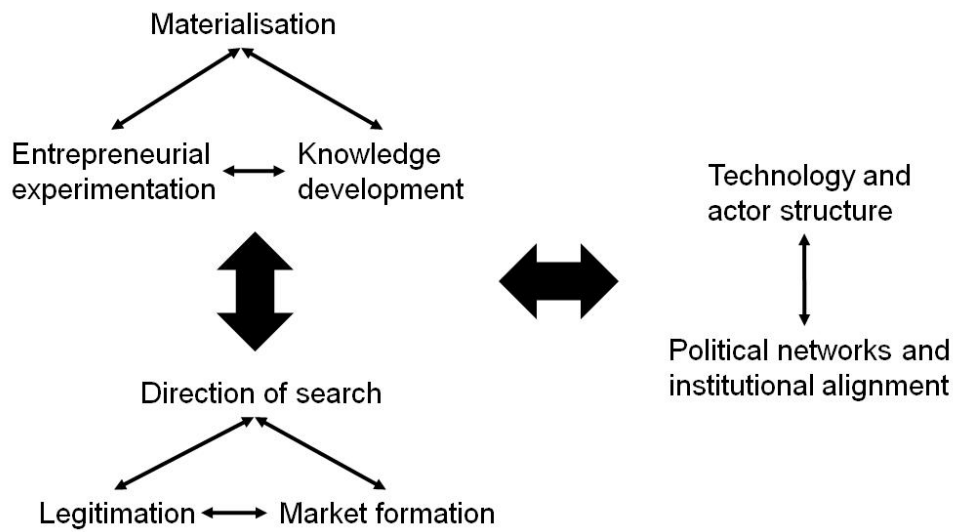 Materialisation
Entrepreneurial
experimentation
Knowledge
development
Technology and
actor structure
Political networks and
institutional alignment
Direction of search
Legitimation
Market formation